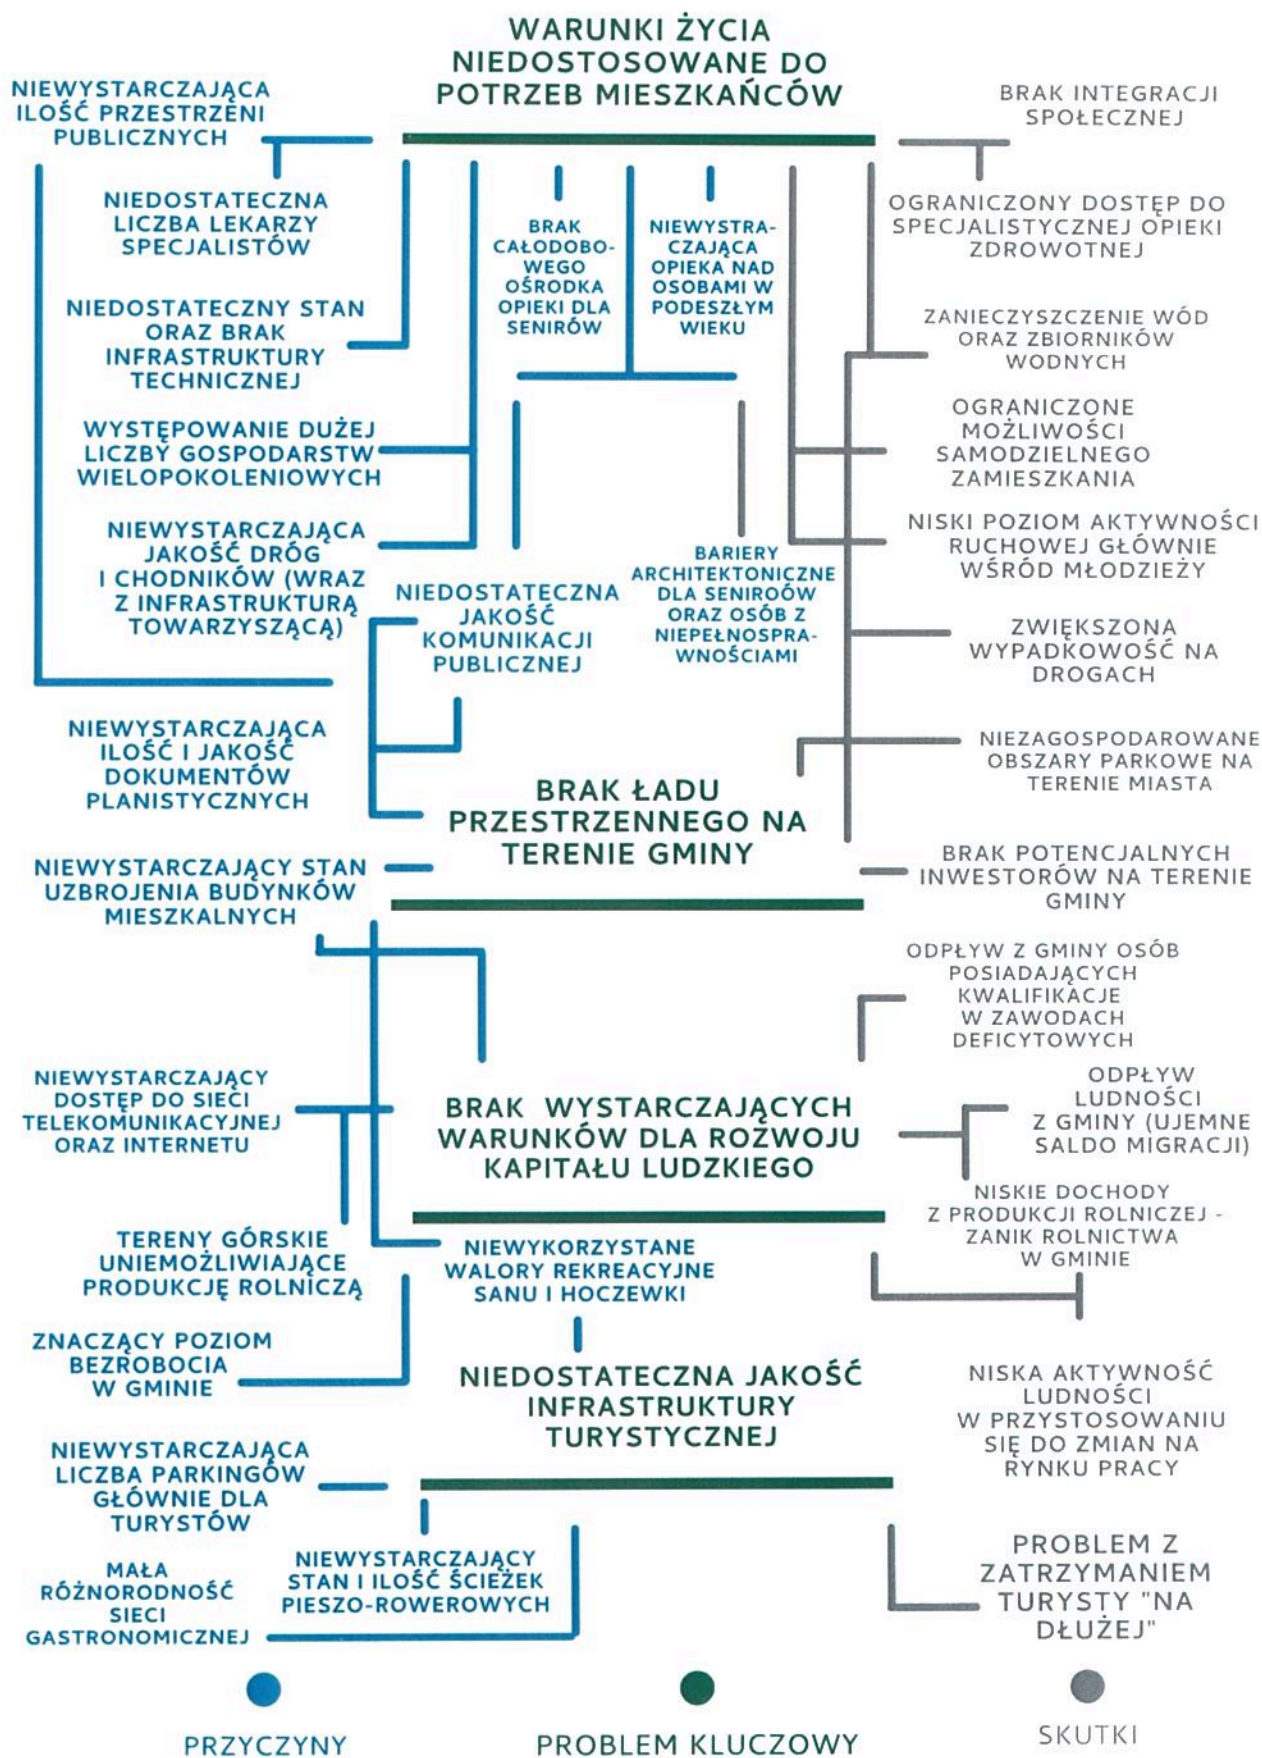 WARUNKI ŻYCIA
NIEDOSTOSOWANE DO
POTRZEB MIESZKAŃCÓW
NIEWYSTARCZAJĄCA
ILOŚĆ PRZESTRZENI
PUBLICZNYCH
BRAK INTEGRACJI
SPOŁECZNEJ
NIEDOSTATECZNA
LICZBA LEKARZY
SPECJALISTÓW
BRAK
CAŁODOBO-
WEGO
OŚRODKA
OPIEKI DLA
SENIRÓW
NIEWYSTRA-
CZAJĄCA
OPIEKA NAD
OSOBAMI W
PODESZŁYM
WIEKU
OGRANICZONY DOSTĘP DO
SPECJALISTYCZNEJ OPIEKI
ZDROWOTNEJ
NIEDOSTATECZNY STAN
ORAZ BRAK
INFRASTRUKTURY
TECHNICZNEJ
ZANIECZYSZCZENIE WÓD
ORAZ ZBIORNIKÓW
WODNYCH
WYSTĘPOWANIE DUŻEJ
LICZBY GOSPODARSTW
WIELOPOKOLENIOWYCH
OGRANICZONE
MOŻLIWOŚCI
SAMODZIELNEGO
ZAMIESZKANIA
NIEWYSTARCZAJĄCA
JAKOŚĆ DRÓG
I CHODNIKÓW (WRAZ
Z INFRASTRUKTURĄ
TOWARZYSZĄCĄ)
NIEDOSTATECZNA
JAKOŚĆ
KOMUNIKACJI
PUBLICZNEJ
BARIERY
ARCHITEKTONICZNE
DLA SENIROÓW
ORAZ OSÓB Z
NIEPEŁNOSPRA-
WNOŚCIAMI
NISKI POZIOM AKTYWNOŚCI
RUCHOWEJ GŁÓWNIE
WŚRÓD MŁODZIEŻY
ZWIĘKSZONA
WYPADKOWOŚĆ NA
DROGACH
NIEWYSTARCZAJĄCA
ILOŚĆ I JAKOŚĆ
DOKUMENTÓW
PLANISTYCZNYCH
NIEZAGOSPODAROWANE
OBSZARY PARKOWE NA
TERENIE MIASTA
BRAK ŁADU
PRZESTRZENNEGO NA
TERENIE GMINY
NIEWYSTARCZAJĄCY STAN
UZBROJENIA BUDYNKÓW
MIESZKALNYCH
BRAK POTENCJALNYCH
INWESTORÓW NA TERENIE
GMINY
ODPŁYW Z GMINY OSÓB
POSIADAJĄCYCH
KWALIFIKACJE
W ZAWODACH
DEFICYTOWYCH
NIEWYSTARCZAJĄCY
DOSTĘP DO SIECI
TELEKOMUNIKACYJNEJ
ORAZ INTERNETU
BRAK WYSTARCZAJĄCYCH
WARUNKÓW DLA ROZWOJU
KAPITAŁU LUDZKIEGO
ODPŁYW
LUDNOŚCI
Z GMINY (UJEMNE
SALDO MIGRACJI)
NISKIE DOCHODY
Z PRODUKCJI ROLNICZEJ -
ZANIK ROLNICTWA
W GMINIE
TERENY GÓRSKIE
UNIEMOŻLIWIAJĄCE
PRODUKCJĘ ROLNICZĄ
NIEWYKORZYSTANE
WALORY REKREACYJNE
SANU I HOCZEWKI
ZNACZĄCY POZIOM
BEZROBOCIA
W GMINIE
NIEDOSTATECZNA JAKOŚĆ
INFRASTRUKTURY
TURYSTYCZNEJ
NISKA AKTYWNOŚĆ
LUDNOŚCI
W PRZYSTOSOWANIU
SIĘ DO ZMIAN NA
RYNKU PRACY
NIEWYSTARCZAJĄCA
LICZBA PARKINGÓW
GŁÓWNIE DLA
TURYSTÓW
MAŁA
RÓŻNORODNOŚĆ
SIECI
GASTRONOMICZNEJ
NIEWYSTARCZAJĄCY
STAN I ILOŚĆ ŚCIEŻEK
PIESZO-ROWEROWYCH
PROBLEM Z
ZATRZYMANIEM
TURYSTY "NA
DŁUŻEJ"
PRZYCZYNY
PROBLEM KLUCZOWY
SKUTKI